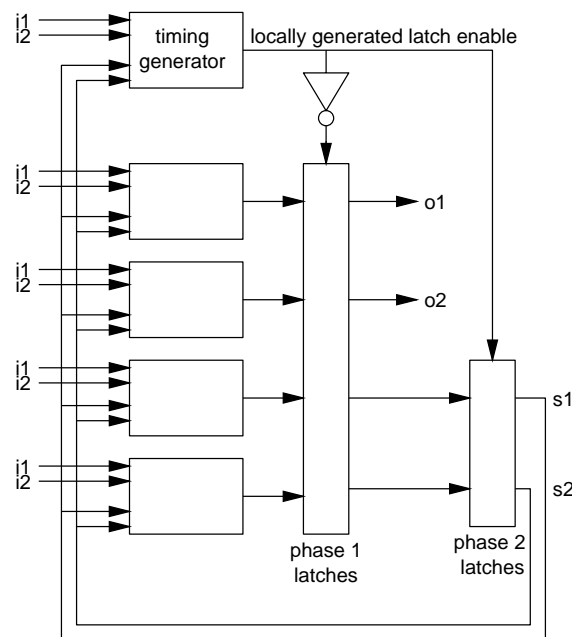 i1
i2
timing
generator
locally generated latch enable
i1
i2
o1
i1
i2
o2
i1
i2
s1
i1
i2
s2
phase 1
latches
phase 2
latches